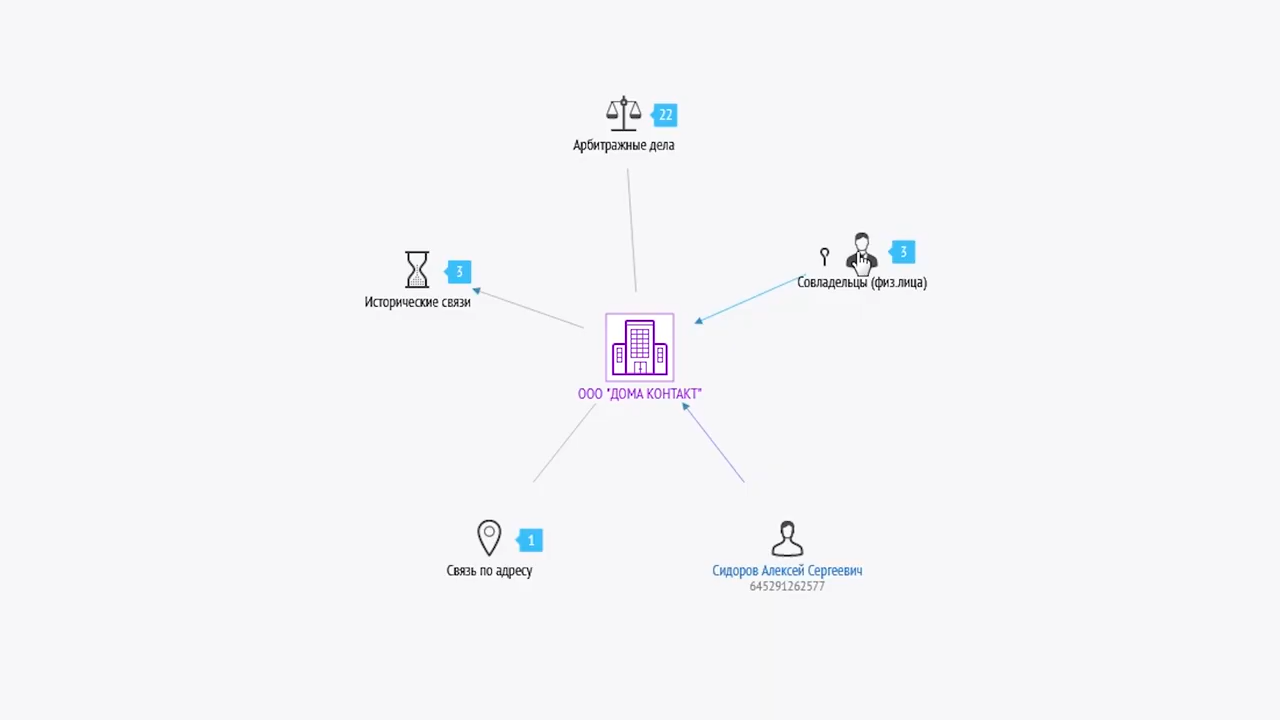 22
Арбитражные дела
3
Совладельцы (физ.лица)
3
Исторические связи
ООО "ДОМА КОНТАКТ"
1
Связь по адресу
Сидоров Алексей Сергеевич
645291262577